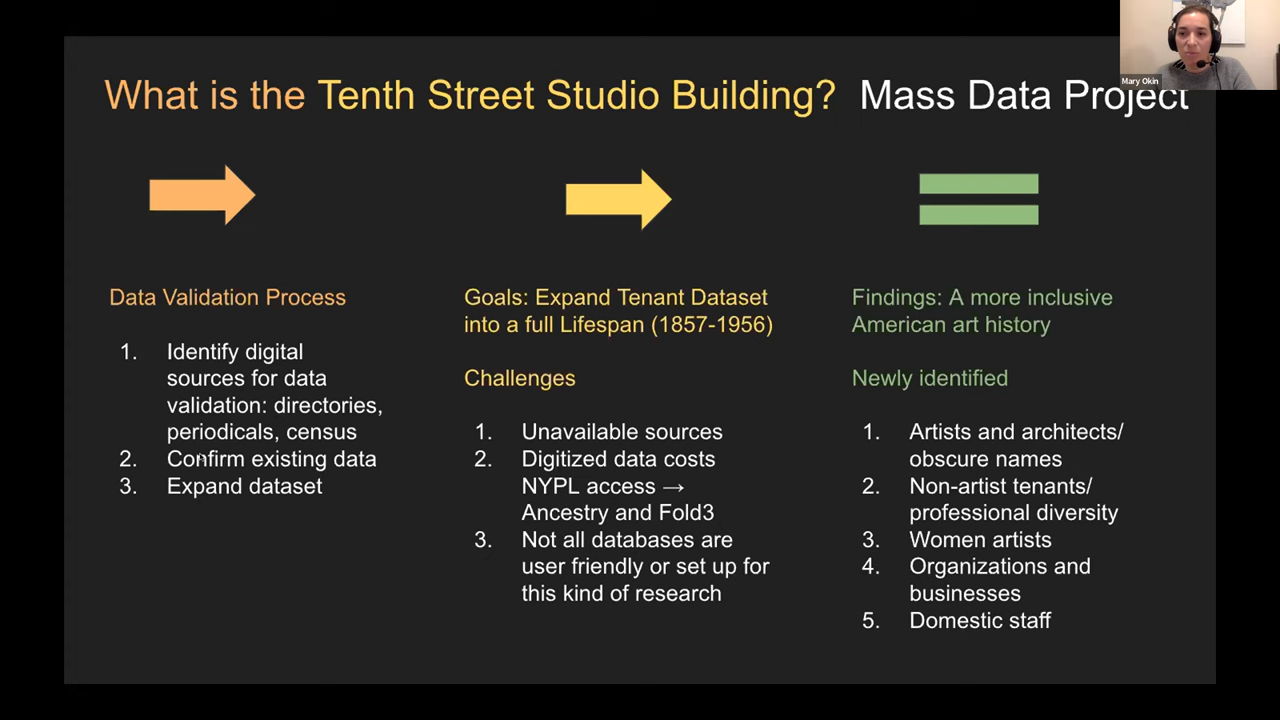 What is the Tenth Street Studio Building? Mass Data Project
Mary Okin
Data Validation Process
1. Identify digital
sources for data
validation: directories,
periodicals, census
2. Confirm existing data
3. Expand dataset
Goals: Expand Tenant Dataset
into a full Lifespan (1857-1956)
Challenges
1. Unavailable sources
2. Digitized data costs
NYPL access →
Ancestry and Fold3
3. Not all databases are
user friendly or set up for
this kind of research
Findings: A more inclusive
American art history
Newly identified
1. Artists and architects/
obscure names
2. Non-artist tenants/
professional diversity
3. Women artists
4. Organizations and
businesses
5. Domestic staff